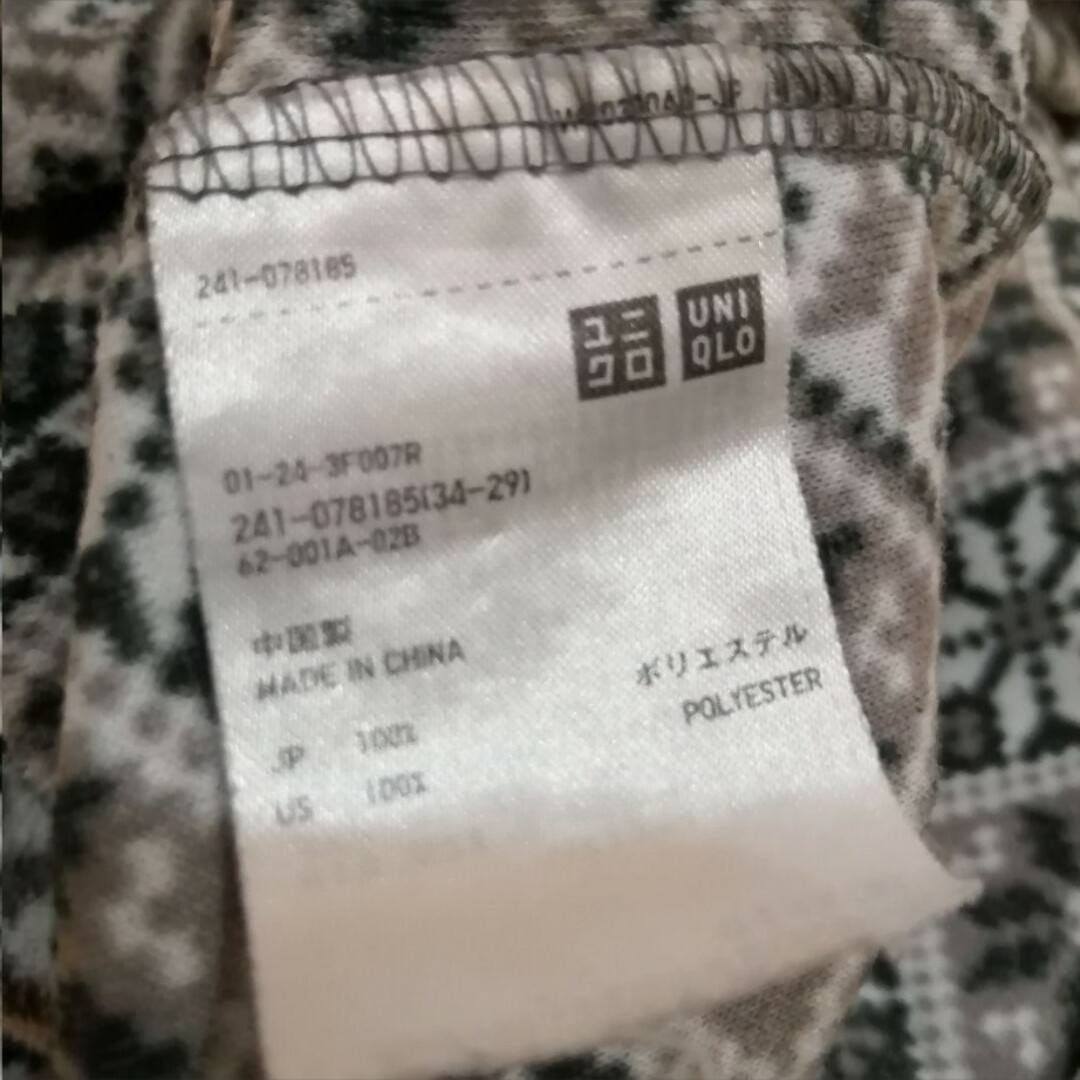 241-078185
ユニ
クロ
UNI
QLO
01-24-3F007R
241-078185(34-29)
62-001A-02B
中国製
MADE IN CHINA
ポリエステル
POLYESTER
JP 100%
US 100%